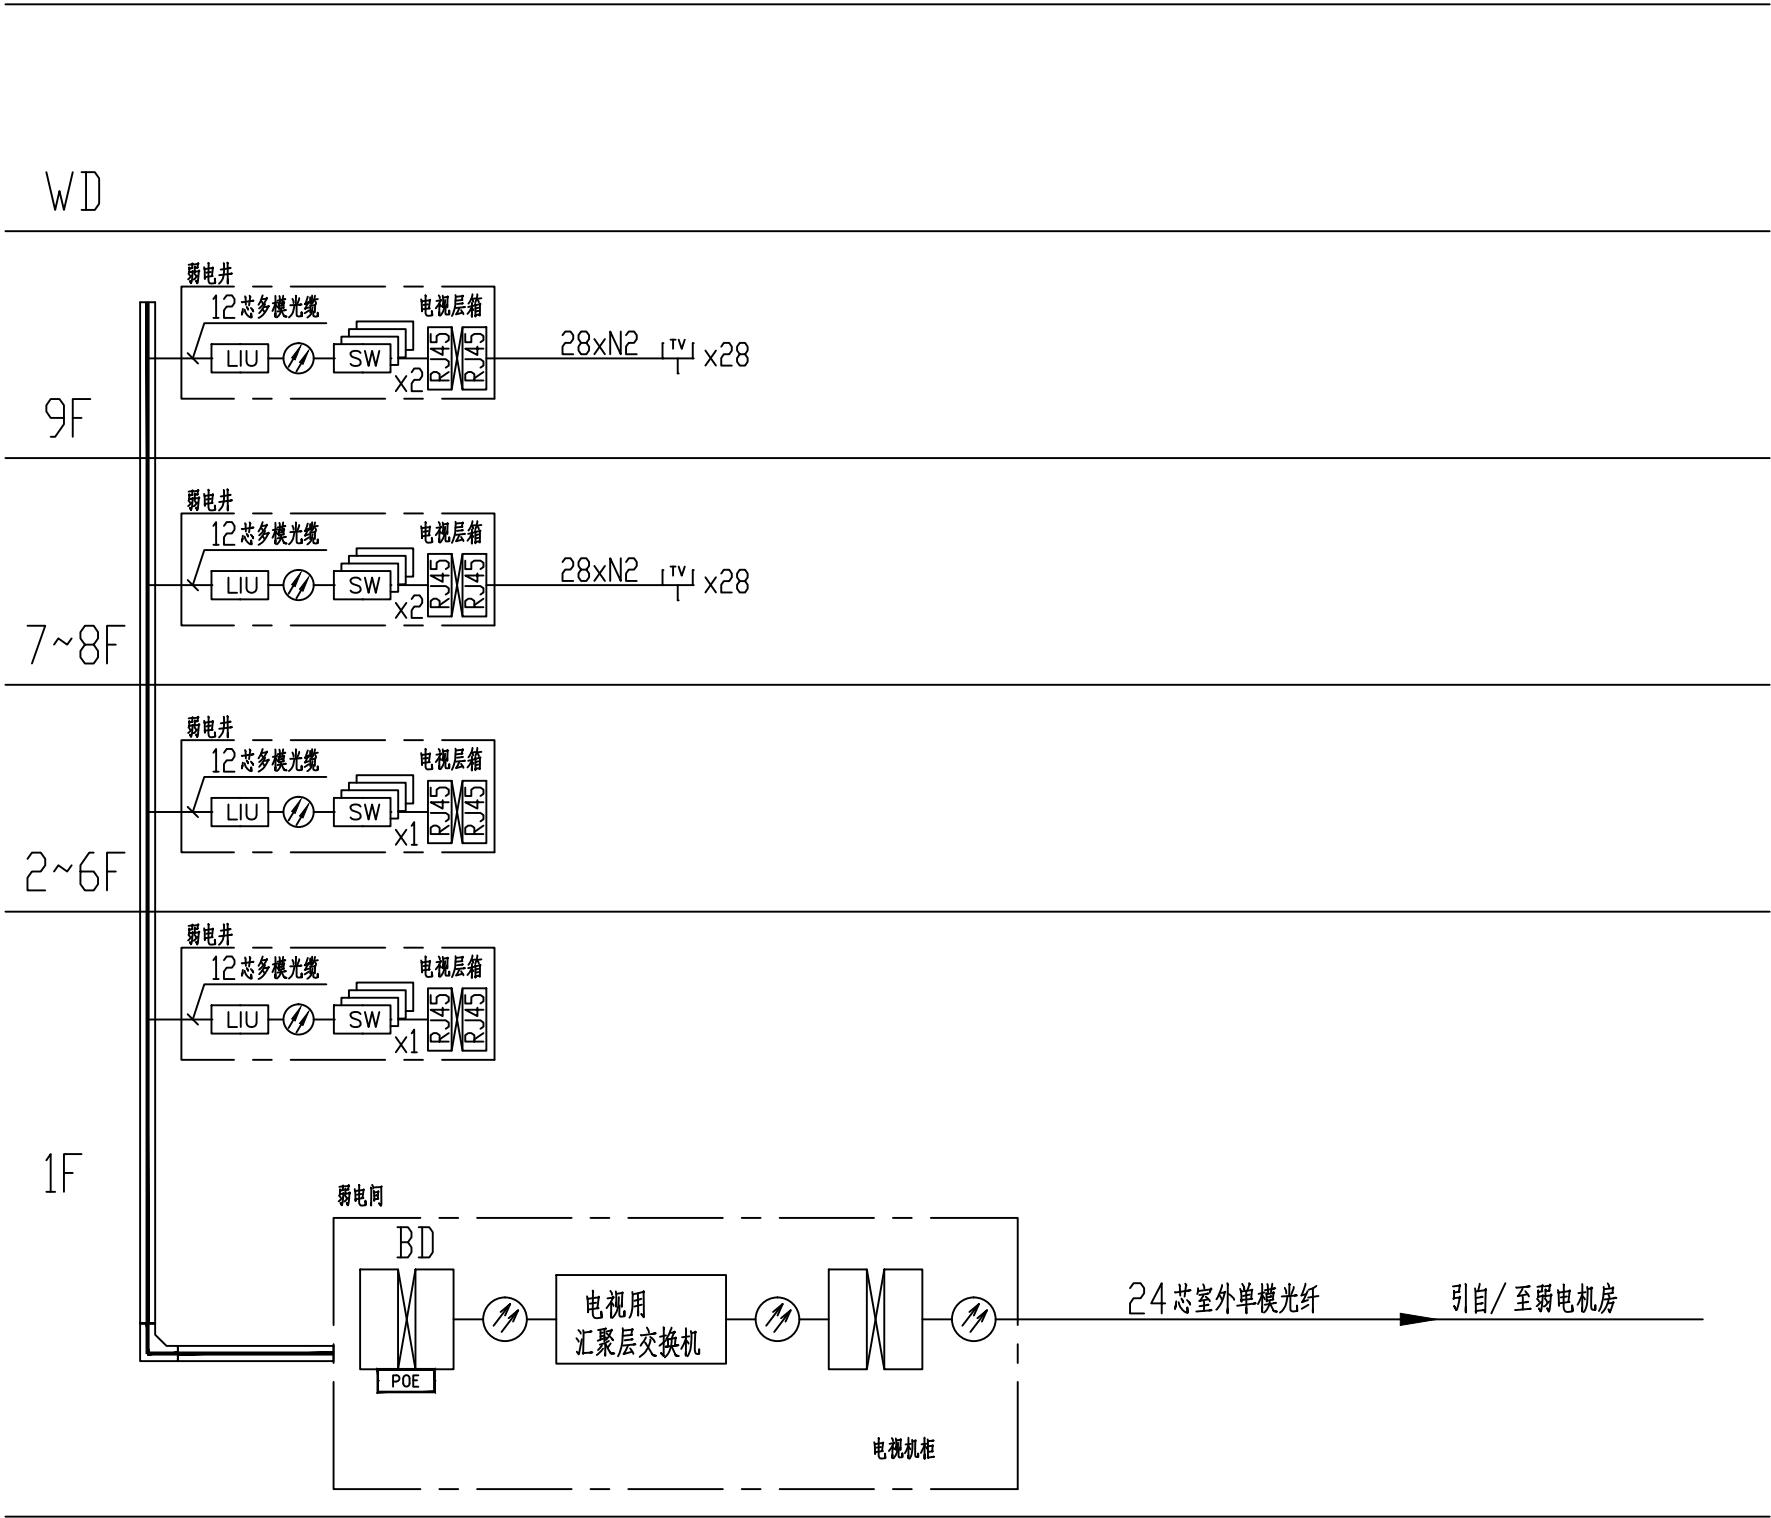 WD
弱电井
12芯多模光缆
电视层箱
LIU
SW
x2
RJ45
RJ45
28xN2
TV
x28
9F
弱电井
12芯多模光缆
电视层箱
LIU
SW
x2
RJ45
RJ45
28xN2
TV
x28
7~8F
弱电井
12芯多模光缆
电视层箱
LIU
SW
x1
RJ45
RJ45
2~6F
弱电井
12芯多模光缆
电视层箱
LIU
SW
x1
RJ45
RJ45
1F
弱电间
BD
POE
电视用
汇聚层交换机
24芯室外单模光纤
引自/至弱电机房
电视机柜